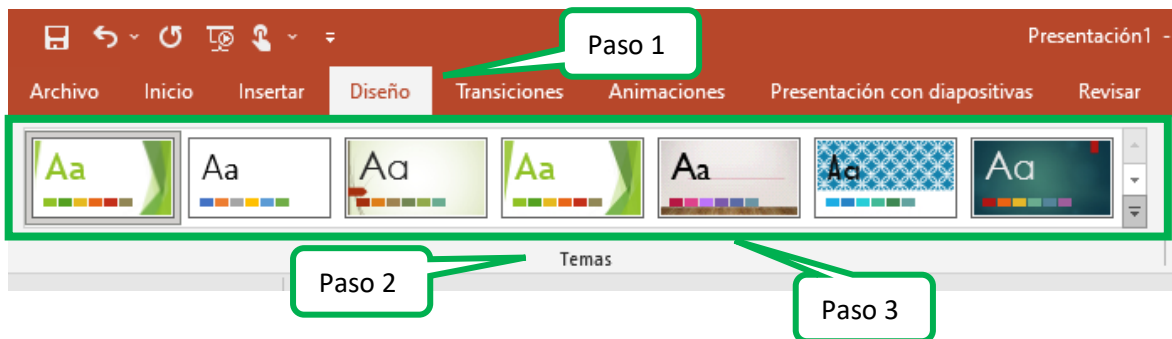 Paso 1
Presentación1 -
Archivo Inicio Insertar Diseño Transiciones Animaciones Presentación con diapositivas Revisar
Aa Aa Aa Aa Aa Aa Aa
Temas
Paso 2
Paso 3